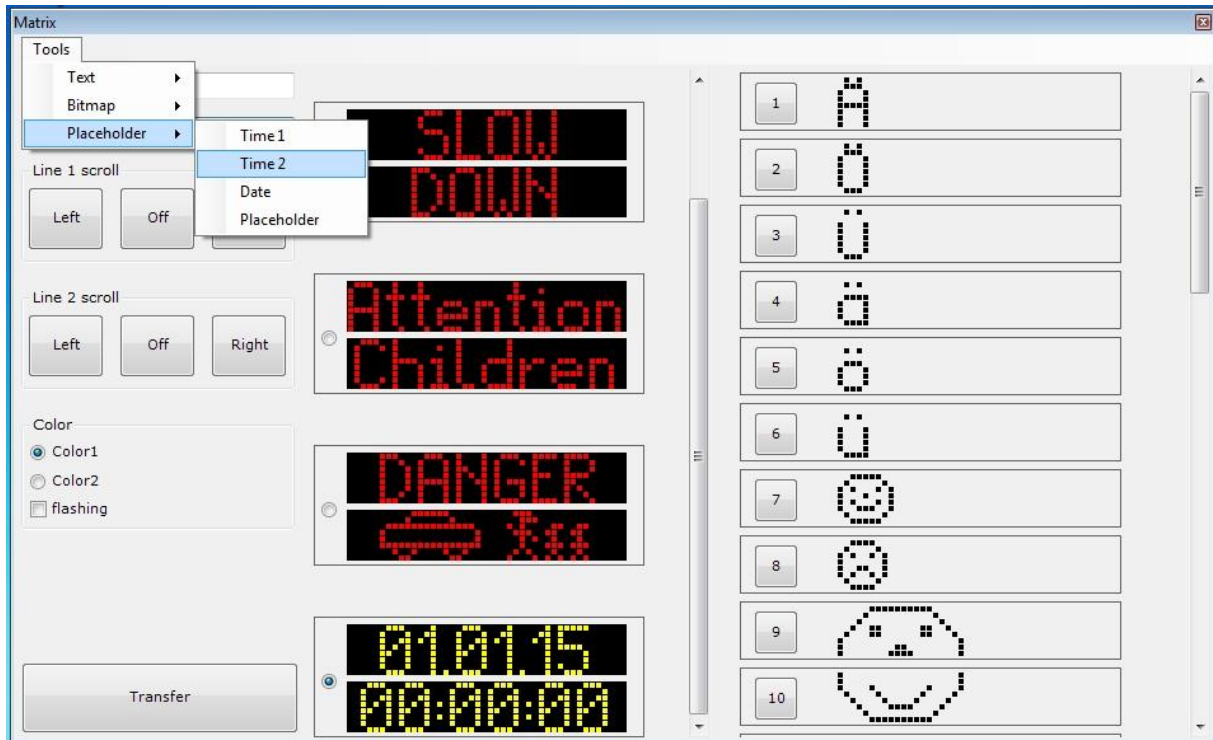 Matrix
Tools
Text
Bitmap
Placeholder
Time 1
Time 2
Date
Placeholder
Line 1 scroll
Left
Off
Line 2 scroll
Left
Off
Right
Color
Color1
Color2
flashing
Transfer
SLOW
DOWN
Attention
Children
DANGER
01.01.15
00:00:00
1
Ä
2
Ö
3
Ü
4
ä
5
ö
6
ü
7
8
9
10